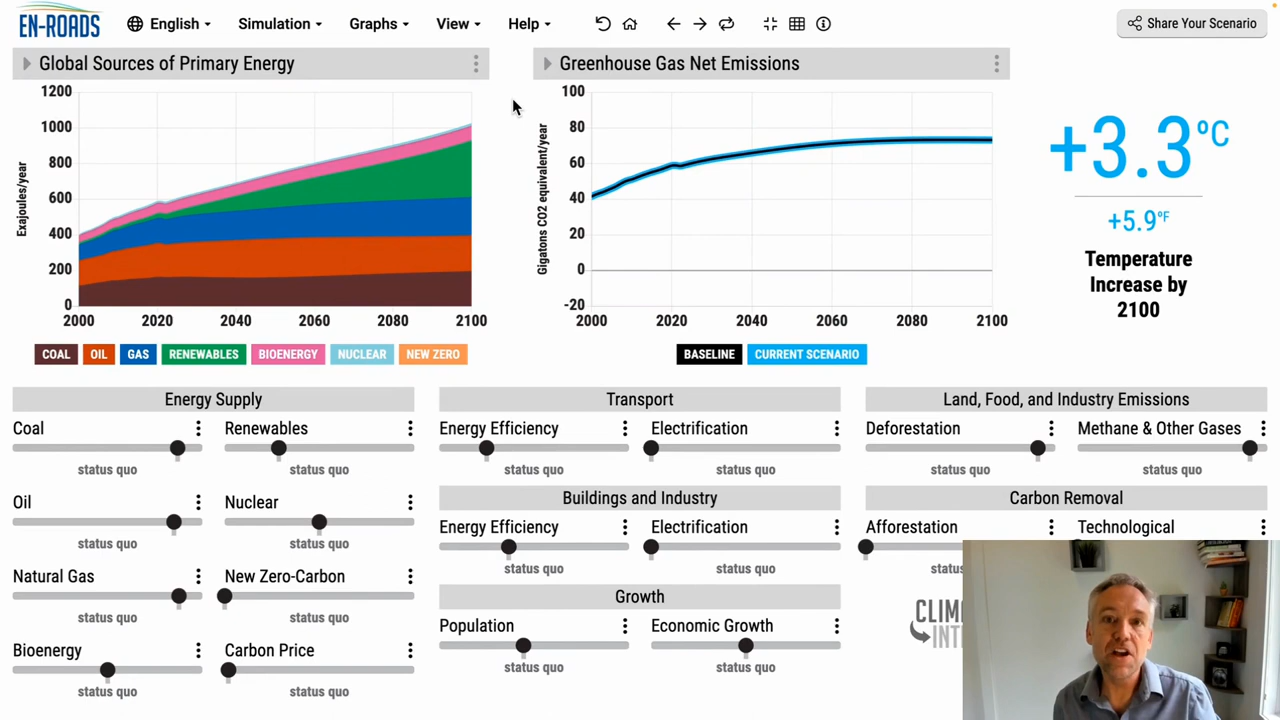 EN-ROADS
English
Simulation
Graphs
View
Help
Share Your Scenario
Global Sources of Primary Energy
1200
1000
800
600
400
200
0
Exajoules/year
2000 2020 2040 2060 2080 2100
COAL OIL GAS RENEWABLES BIOENERGY NUCLEAR NEW ZERO
Greenhouse Gas Net Emissions
100
80
60
40
20
0
-20
Gigatons CO2 equivalent/year
2000 2020 2040 2060 2080 2100
BASELINE CURRENT SCENARIO
+3.3°C
+5.9°F
Temperature
Increase by
2100
Energy Supply
Coal
status quo
Renewables
status quo
Oil
status quo
Nuclear
status quo
Natural Gas
status quo
New Zero-Carbon
status quo
Bioenergy
status quo
Carbon Price
status quo
Transport
Energy Efficiency
status quo
Electrification
status quo
Buildings and Industry
Energy Efficiency
status quo
Electrification
status quo
Growth
Population
status quo
Economic Growth
status quo
Land, Food, and Industry Emissions
Deforestation
status quo
Methane & Other Gases
status quo
Carbon Removal
Afforestation
Technological